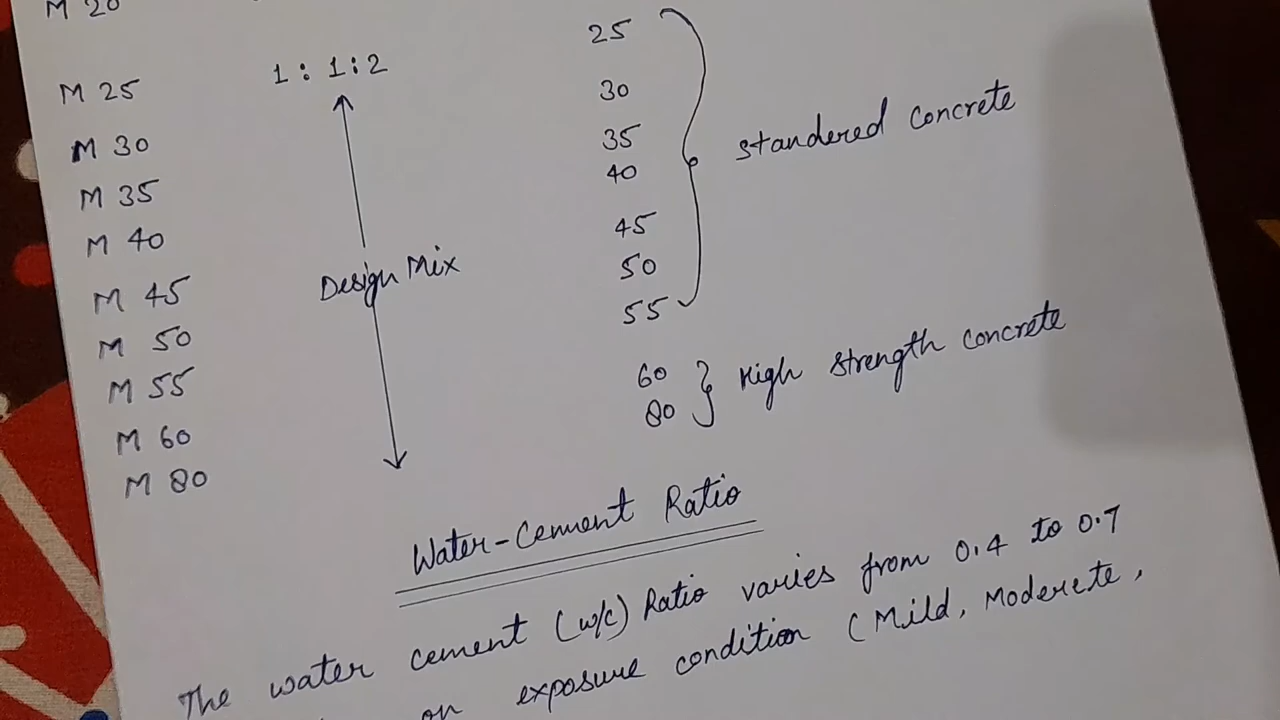 M 20
M 25 1 : 1 : 2 25
M 30 30
M 35 35
M 40 40
standered concrete
M 45 Design Mix 45
M 50 50
M 55 55
M 60 60
M 80 80
High strength concrete
Water-Cement Ratio
The water cement (w/c) Ratio varies from 0.4 to 0.7
on exposure condition (Mild, Moderete,